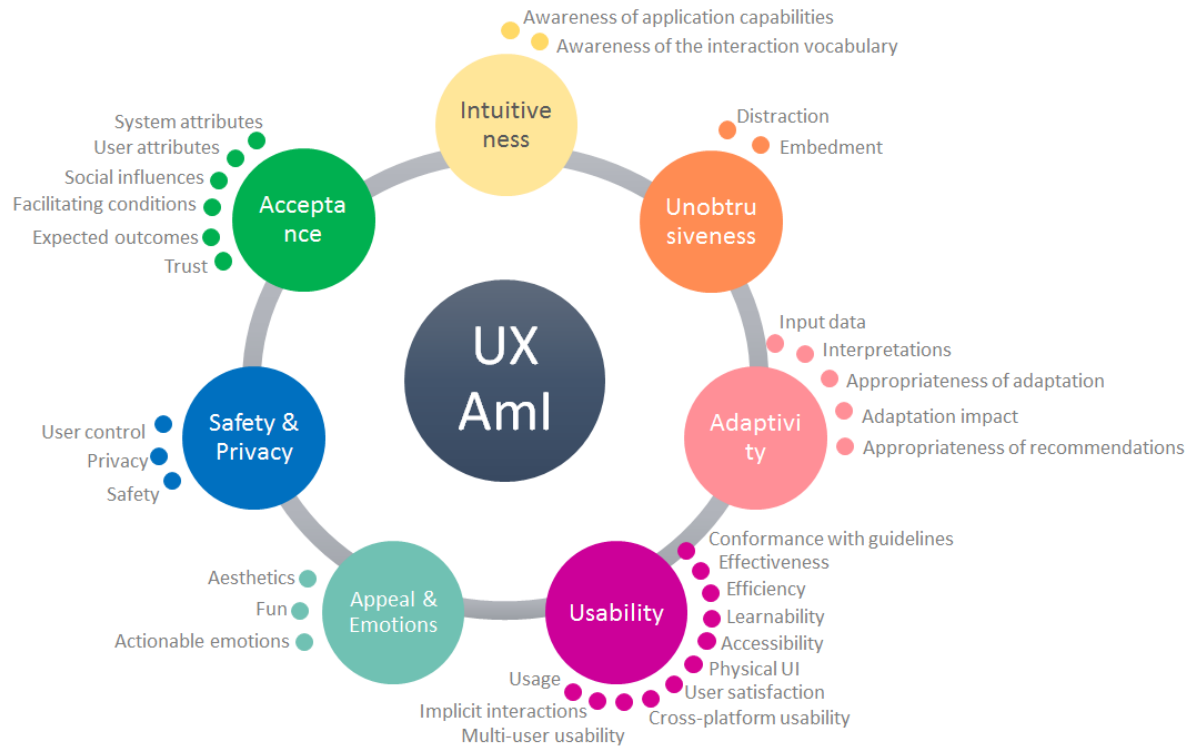 Awareness of application capabilities
Awareness of the interaction vocabulary
Intuitive
ness
Distraction
Embedment
Unobtru
siveness
Input data
Interpretations
Appropriateness of adaptation
Adaptation impact
Appropriateness of recommendations
Adaptivi
ty
Conformance with guidelines
Effectiveness
Efficiency
Learnability
Accessibility
Physical UI
User satisfaction
Cross-platform usability
Multi-user usability
Implicit interactions
Usage
Usability
Aesthetics
Fun
Actionable emotions
Appeal &
Emotions
User control
Privacy
Safety
Safety &
Privacy
System attributes
User attributes
Social influences
Facilitating conditions
Expected outcomes
Trust
Accepta
nce
UX
AmI